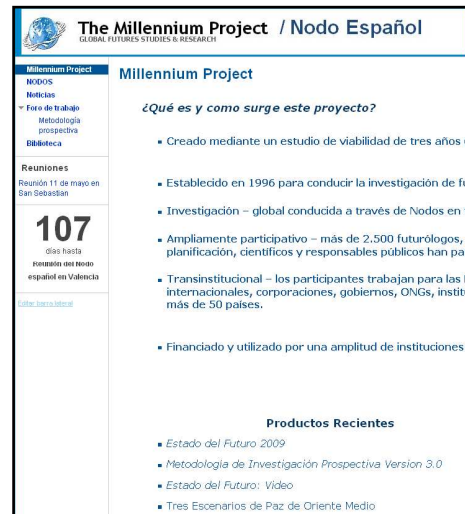 The Millennium Project / Nodo Español
GLOBAL FUTURES STUDIES & RESEARCH
Millennium Project
NODOS
Noticias
Foro de trabajo
Metodología
prospectiva
Biblioteca
Reuniones
Reunión 11 de mayo en
San Sebastian
107
días hasta
Reunión del Nodo
español en Valencia
Editar barra lateral
Millennium Project
¿Qué es y como surge este proyecto?
Creado mediante un estudio de viabilidad de tres años
Establecido en 1996 para conducir la investigación de
Investigación – global conducida a través de Nodos en
Ampliamente participativo – más de 2.500 futurólogos,
planificación, científicos y responsables públicos han
Transinstitucional – los participantes trabajan para las
internacionales, corporaciones, gobiernos, ONGs,
más de 50 países.
Financiado y utilizado por una amplitud de instituciones
Productos Recientes
Estado del Futuro 2009
Metodologia de Investigación Prospectiva Version 3.0
Estado del Futuro: Video
Tres Escenarios de Paz de Oriente Medio